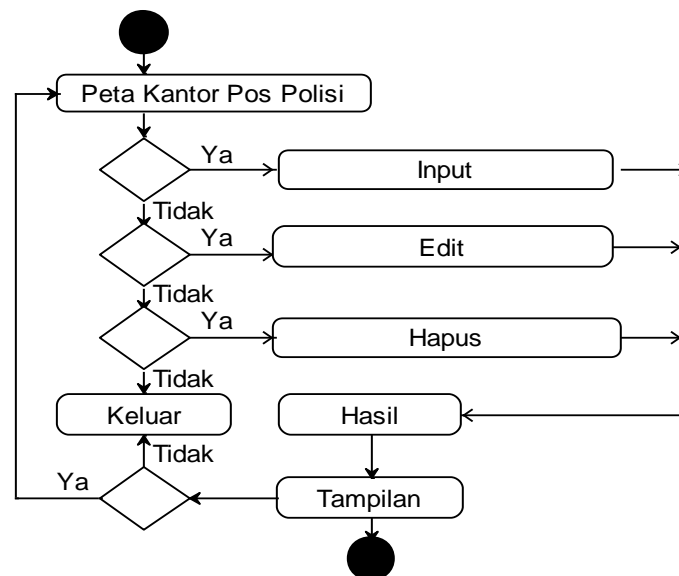 Peta Kantor Pos Polisi
Ya
Input
Tidak
Ya
Edit
Tidak
Ya
Hapus
Tidak
Keluar
Hasil
Tidak
Ya
Tampilan